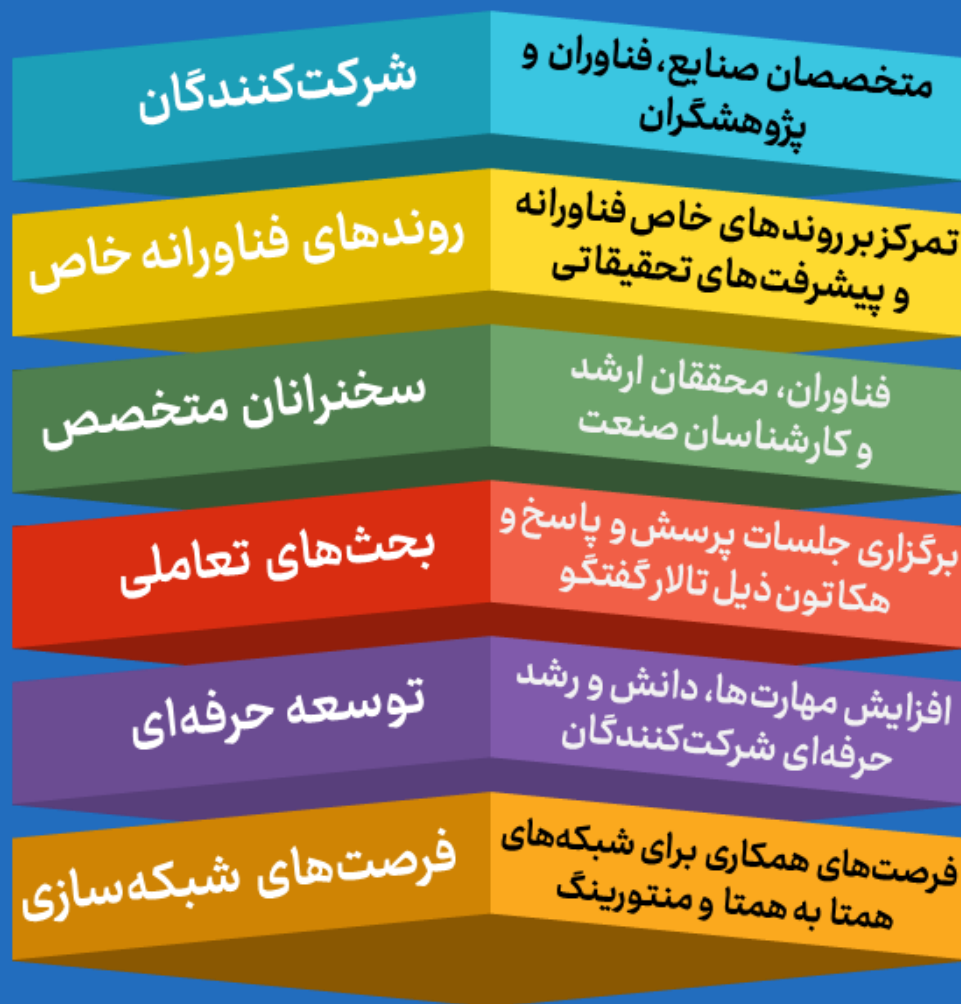 متخصصان صنایع، فناوران و
پژوهشگران
شرکت‌کنندگان
تمرکز بر روندهای خاص فناورانه
و پیشرفت‌های تحقیقاتی
روندهای فناورانه خاص
فناوران، محققان ارشد
و کارشناسان صنعت
سخنرانان متخصص
برگزاری جلسات پرسش و پاسخ و
هکاتون ذیل تالار گفتگو
بحث‌های تعاملی
افزایش مهارت‌ها، دانش و رشد
حرفه‌ای شرکت‌کنندگان
توسعه حرفه‌ای
فرصت‌های همکاری برای شبکه‌های
همتا به همتا و منتورینگ
فرصت‌های شبکه‌سازی